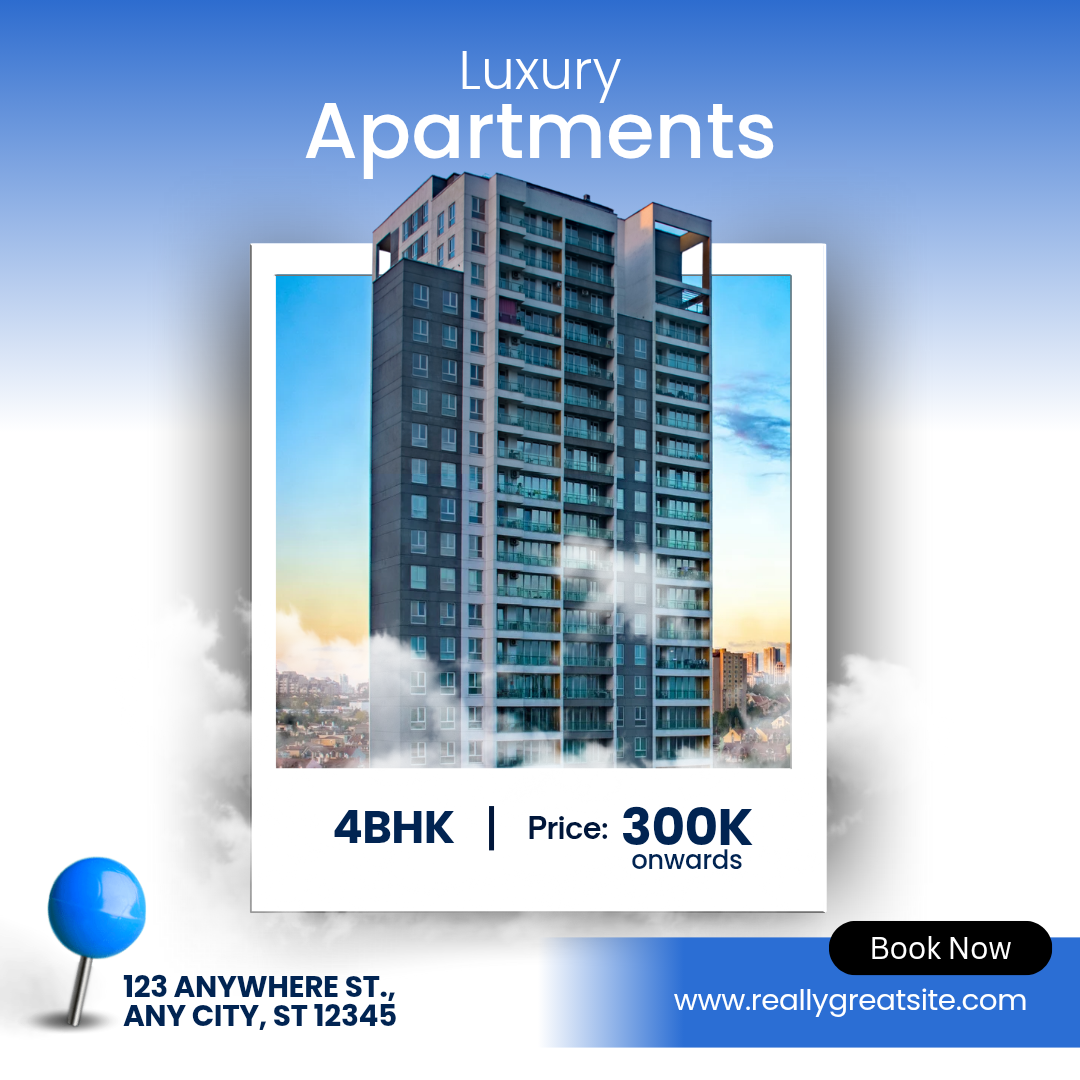 Luxury
Apartments
4BHK | Price: 300K
onwards
Book Now
123 ANYWHERE ST.,
ANY CITY, ST 12345
www.reallygreatsite.com